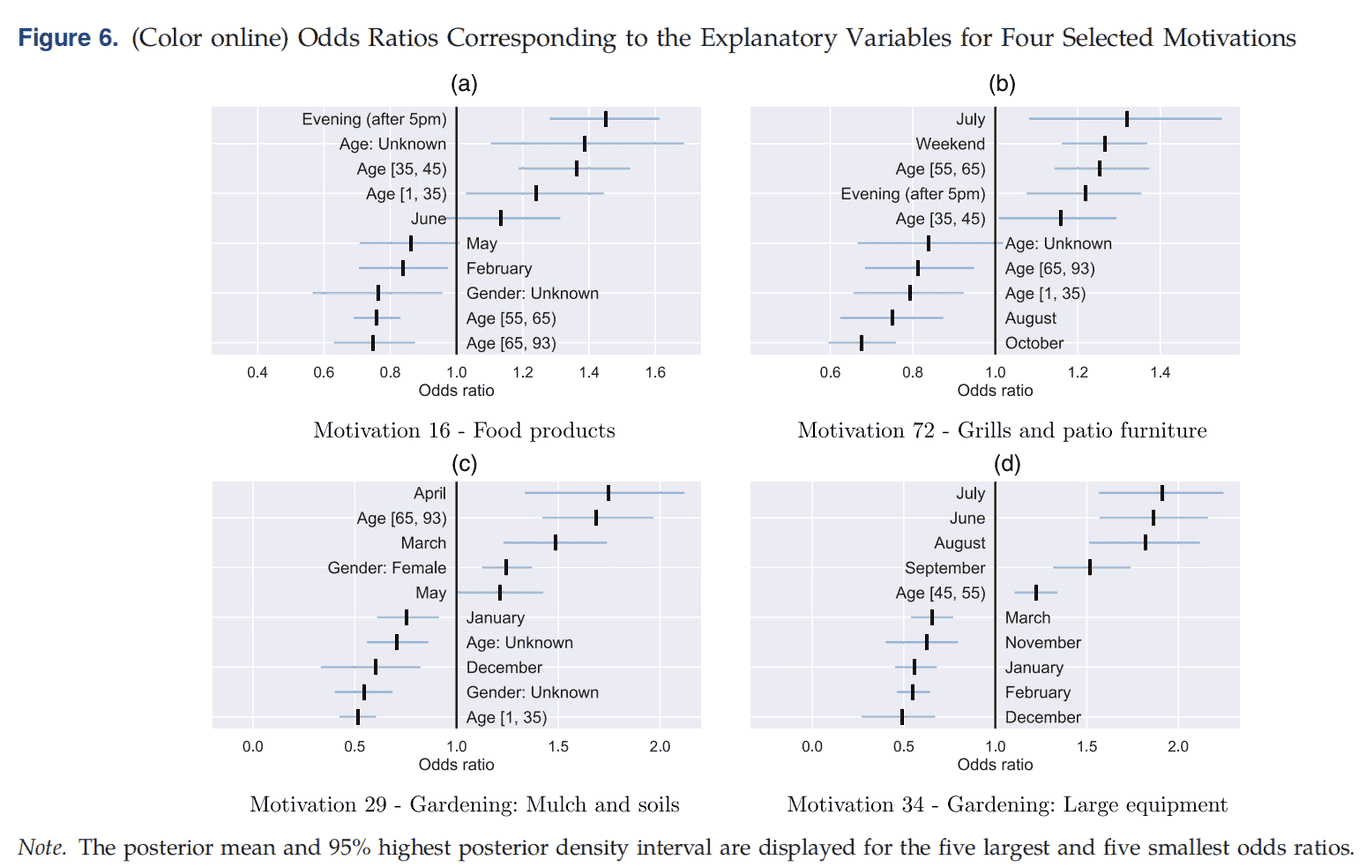 Figure 6. (Color online) Odds Ratios Corresponding to the Explanatory Variables for Four Selected Motivations
(a)
Evening (after 5pm)
Age: Unknown
Age [35, 45)
Age [1, 35)
June
May
February
Gender: Unknown
Age [55, 65)
Age [65, 93)
0.4 0.6 0.8 1.0 1.2 1.4 1.6
Odds ratio
Motivation 16 - Food products
(b)
July
Weekend
Age [55, 65)
Evening (after 5pm)
Age [35, 45)
Age: Unknown
Age [65, 93)
Age [1, 35)
August
October
0.6 0.8 1.0 1.2 1.4
Odds ratio
Motivation 72 - Grills and patio furniture
(c)
April
Age [65, 93)
March
Gender: Female
May
January
Age: Unknown
December
Gender: Unknown
Age [1, 35)
0.0 0.5 1.0 1.5 2.0
Odds ratio
Motivation 29 - Gardening: Mulch and soils
(d)
July
June
August
September
Age [45, 55)
March
November
January
February
December
0.0 0.5 1.0 1.5 2.0
Odds ratio
Motivation 34 - Gardening: Large equipment
Note. The posterior mean and 95% highest posterior density interval are displayed for the five largest and five smallest odds ratios.